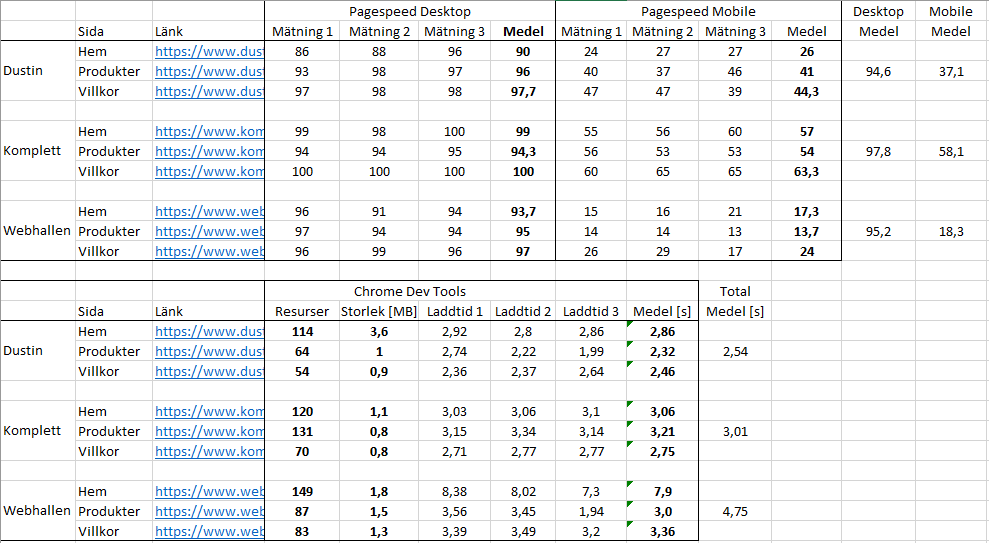 Pagespeed Desktop Pagespeed Mobile Desktop Mobile
Sida Länk Mätning 1 Mätning 2 Mätning 3 Medel Mätning 1 Mätning 2 Mätning 3 Medel Medel Medel
Hem https://www.dust 86 88 96 90 24 27 27 26
Dustin Produkter https://www.dust 93 98 97 96 40 37 46 41 94,6 37,1
Villkor https://www.dust 97 98 98 97,7 47 47 39 44,3
Hem https://www.kom 99 98 100 99 55 56 60 57
Komplett Produkter https://www.kom 94 94 95 94,3 56 53 53 54 97,8 58,1
Villkor https://www.kom 100 100 100 100 60 65 65 63,3
Hem https://www.web 96 91 94 93,7 15 16 21 17,3
Webhallen Produkter https://www.web 97 94 94 95 14 14 13 13,7 95,2 18,3
Villkor https://www.web 96 99 96 97 26 29 17 24
Chrome Dev Tools Total
Sida Länk Resurser Storlek [MB] Laddtid 1 Laddtid 2 Laddtid 3 Medel [s] Medel [s]
Hem https://www.dust 114 3,6 2,92 2,8 2,86 2,86
Dustin Produkter https://www.dust 64 1 2,74 2,22 1,99 2,32 2,54
Villkor https://www.dust 54 0,9 2,36 2,37 2,64 2,46
Hem https://www.kom 120 1,1 3,03 3,06 3,1 3,06
Komplett Produkter https://www.kom 131 0,8 3,15 3,34 3,14 3,21 3,01
Villkor https://www.kom 70 0,8 2,71 2,77 2,77 2,75
Hem https://www.web 149 1,8 8,38 8,02 7,3 7,9
Webhallen Produkter https://www.web 87 1,5 3,56 3,45 1,94 3,0 4,75
Villkor https://www.web 83 1,3 3,39 3,49 3,2 3,36